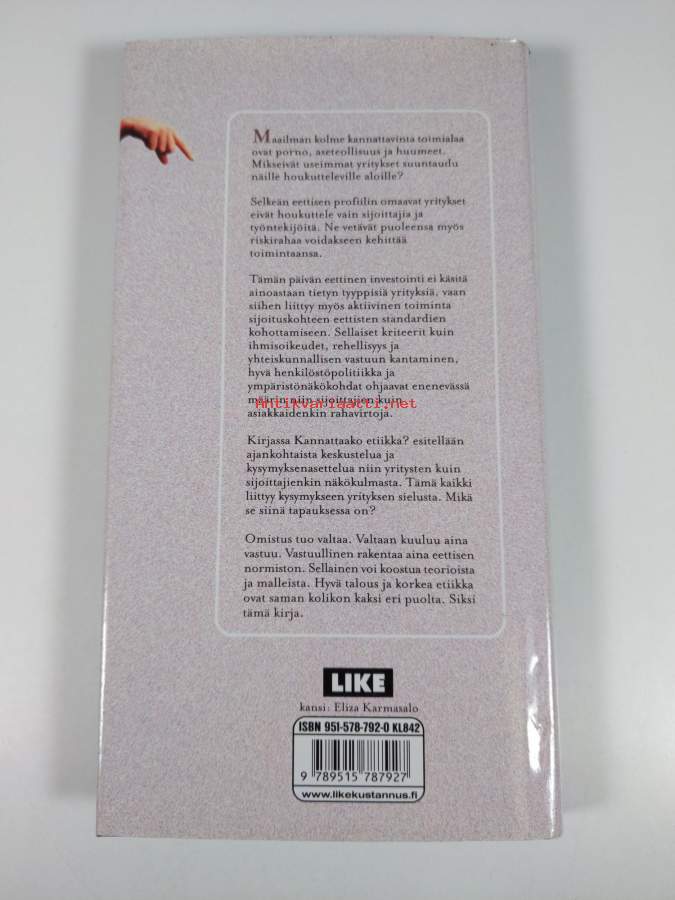 Maailman kolme kannattavinta toimialaa
ovat porno, aseteollisuus ja huumeet.
Mikseivät useimmat yritykset suuntaudu
näille houkutteleville aloille?
Selkeän eettisen profiilin omaavat yritykset
eivät houkuttele vain sijoittajia ja
työntekijöitä. Ne vetävät puoleensa myös
riskirahaa voidakseen kehittää
toimintaansa.
Tämän päivän eettinen investointi ei käsitä
ainoastaan tietyn tyyppisiä yrityksiä, vaan
siihen liittyy myös aktiivinen toiminta
sijoituskohteen eettisten standardien
kohottamiseen. Sellaiset kriteerit kuin
ihmisoikeudet, rehellisyys ja
yhteiskunnallisen vastuun kantaminen,
hyvä henkilöstöpolitiikka ja
ympäristönäkökohdat ohjaavat enenevässä
määrin niin sijoittajien kuin
Antikvariaatti.net
asiakkaidenkin rahavirtoja.
Kirjassa Kannattaako etiikka? esitellään
ajankohtaista keskustelua ja
kysymyksenasettelua niin yritysten kuin
sijoittajienkin näkökulmasta. Tämä kaikki
liittyy kysymykseen yrityksen sielusta. Mikä
se siinä tapauksessa on?
Omistus tuo valtaa. Valtaan kuuluu aina
vastuu. Vastuullinen rakentaa aina eettisen
normiston. Sellainen voi koostua teorioista
ja malleista. Hyvä talous ja korkea etiikka
ovat saman kolikon kaksi eri puolta. Siksi
tämä kirja.
LIKE
kansi: Eliza Karmasalo
ISBN 951-578-792-0 KL842
9 789515 787927
www.likekustannus.fi